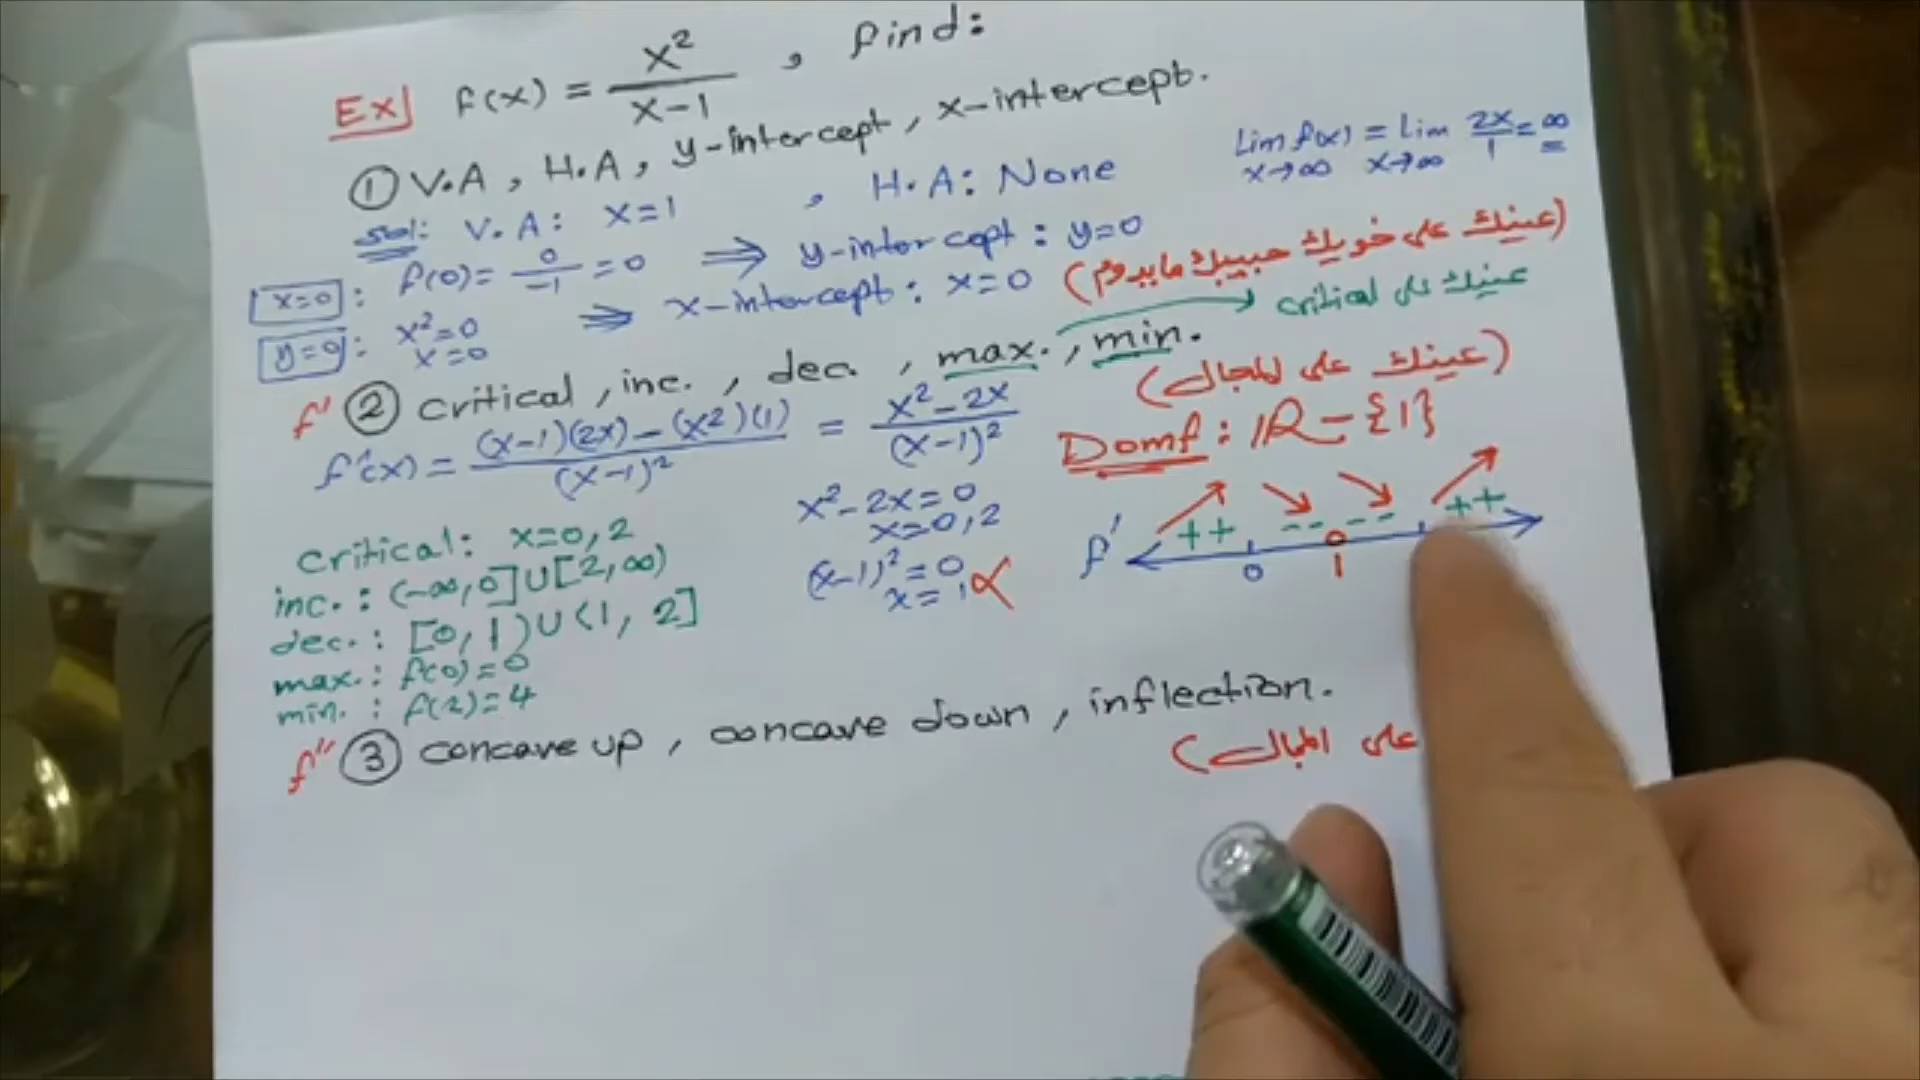 Ex] f(x) = x²/(x-1) , find:
① V.A , H.A , y-intercept , x-intercept.
Sol: V.A: x=1 , H.A: None
Lim f(x) = Lim 2x/1 = ∞
x→∞ x→∞
x=0 : f(0) = 0/-1 = 0 ⇒ y-intercept : y=0
y=0 : x²=0 ⇒ x-intercept : x=0
x=0
(عينك على خويك حبيبك مايدوم)
f' ② critical , inc. , dec. , max. , min. → critical عينك على
(عينك على المجال)
f'(x) = ((x-1)(2x) - (x²)(1))/(x-1)² = (x²-2x)/(x-1)²
Domf : IR - {1}
x²-2x=0
x=0,2
(x-1)²=0
x=1
f' ++ -- -- ++
0 1
critical: x=0,2
inc. : (-∞,0]∪[2,∞)
dec. : [0,1)∪(1,2]
max. : f(0)=0
min. : f(2)=4
f'' ③ concave up , concave down , inflection.
على المجال)